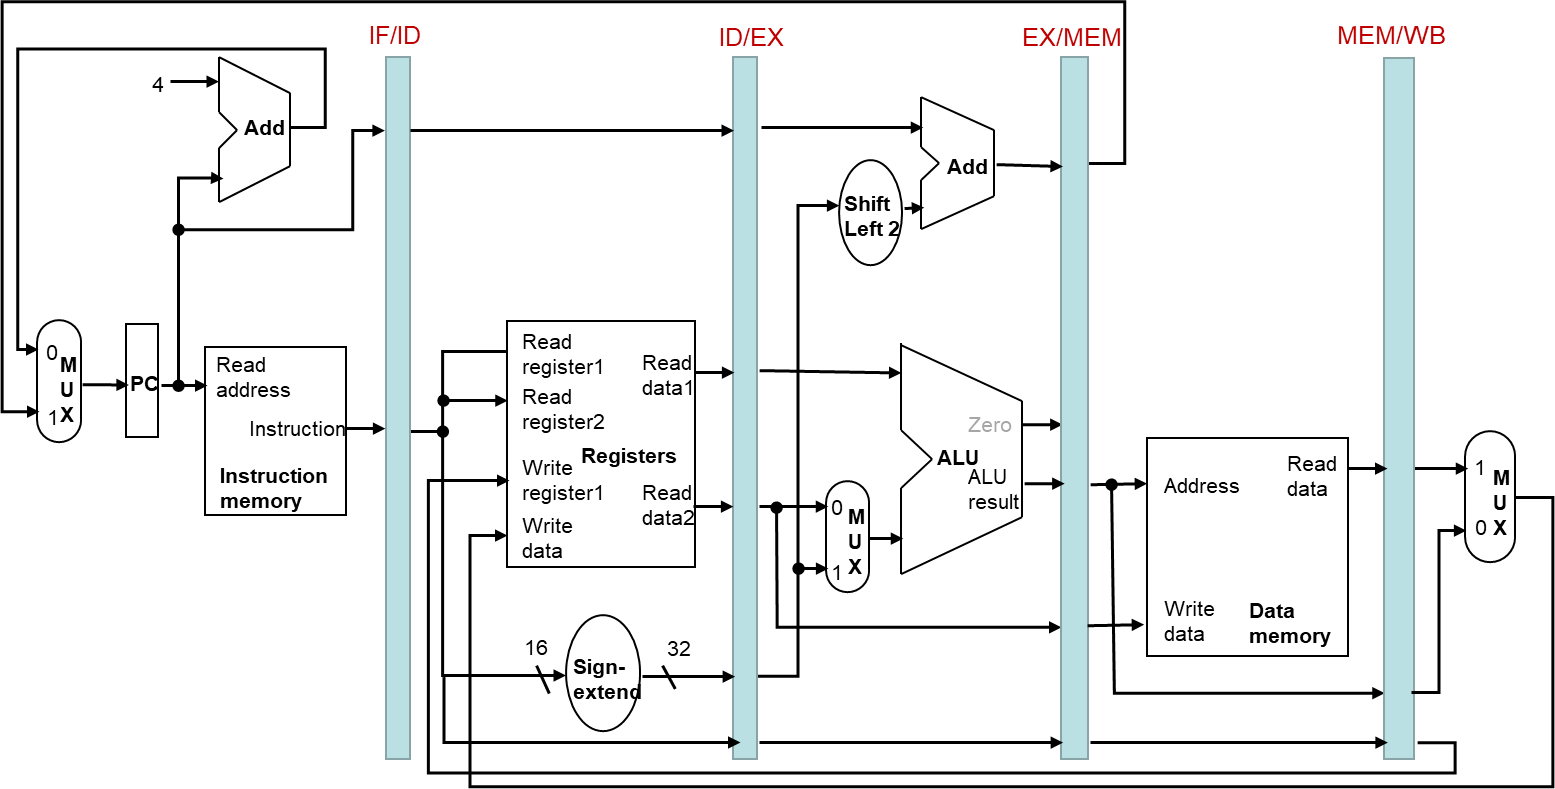 IF/ID
ID/EX
EX/MEM
MEM/WB
4
Add
Add
Shift
Left 2
0
M
U
1 X
PC
Read
address
Instruction
Instruction
memory
Read
register1
Read
register2
Write
register1
Write
data
Registers
Read
data1
Read
data2
16
Sign-
extend
32
0
M
U
1 X
Zero
ALU
ALU
result
Address
Read
data
Write
data
Data
memory
1
M
U
0 X